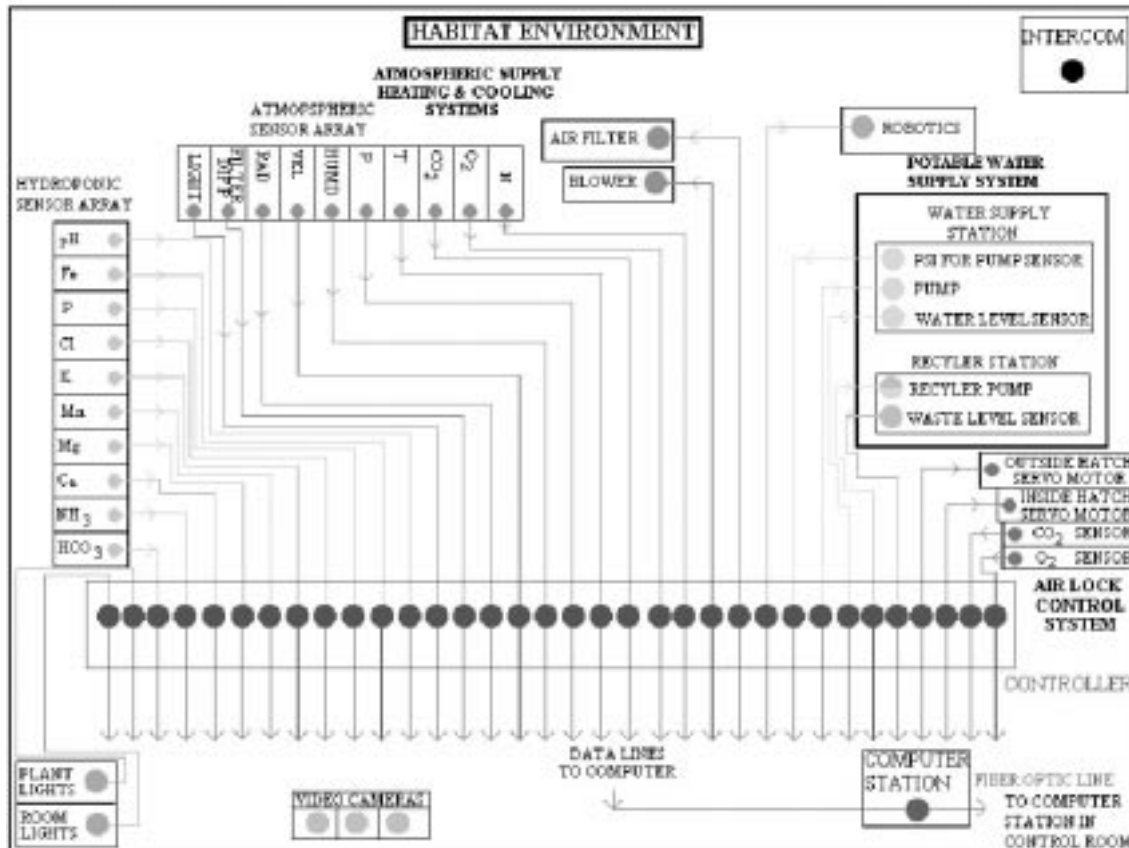 HABITAT ENVIRONMENT
INTERCOM
ATMOSPHERIC SUPPLY
HEATING & COOLING
SYSTEMS
ATMOPSPHERIC
SENSOR ARRAY
LIGHT
FILTER
DIFF
RAD
VEL
HUMD
P
T
CO2
O2
N
AIR FILTER
BLOWER
ROBOTICS
POTABLE WATER
SUPPLY SYSTEM
WATER SUPPLY
STATION
PSI FOR PUMP SENSOR
PUMP
WATER LEVEL SENSOR
RECYLER STATION
RECYLER PUMP
WASTE LEVEL SENSOR
HYDROPONIC
SENSOR ARRAY
pH
Fe
P
Cl
K
Mn
Mg
Ca
NH3
HCO3
OUTSIDE HATCH
SERVO MOTOR
INSIDE HATCH
SERVO MOTOR
CO2 SENSOR
O2 SENSOR
AIR LOCK
CONTROL
SYSTEM
CONTROLLER
PLANT
LIGHTS
ROOM
LIGHTS
VIDEO CAMERAS
DATA LINES
TO COMPUTER
COMPUTER
STATION
FIBER OPTIC LINE
TO COMPUTER
STATION IN
CONTROL ROOM